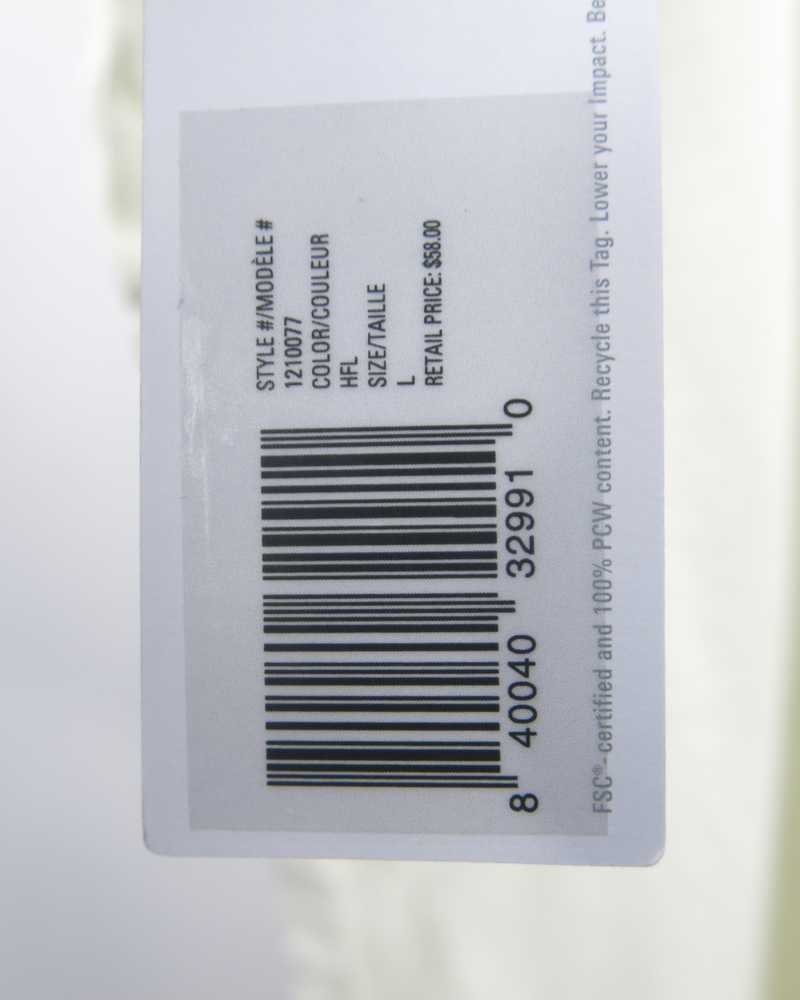 STYLE #/MODÈLE #
1210077
COLOR/COULEUR
HFL
SIZE/TAILLE
L
RETAIL PRICE: $58.00
8 40040 32991 0
FSC®-certified and 100% PCW content. Recycle this Tag. Lower your Impact. Be